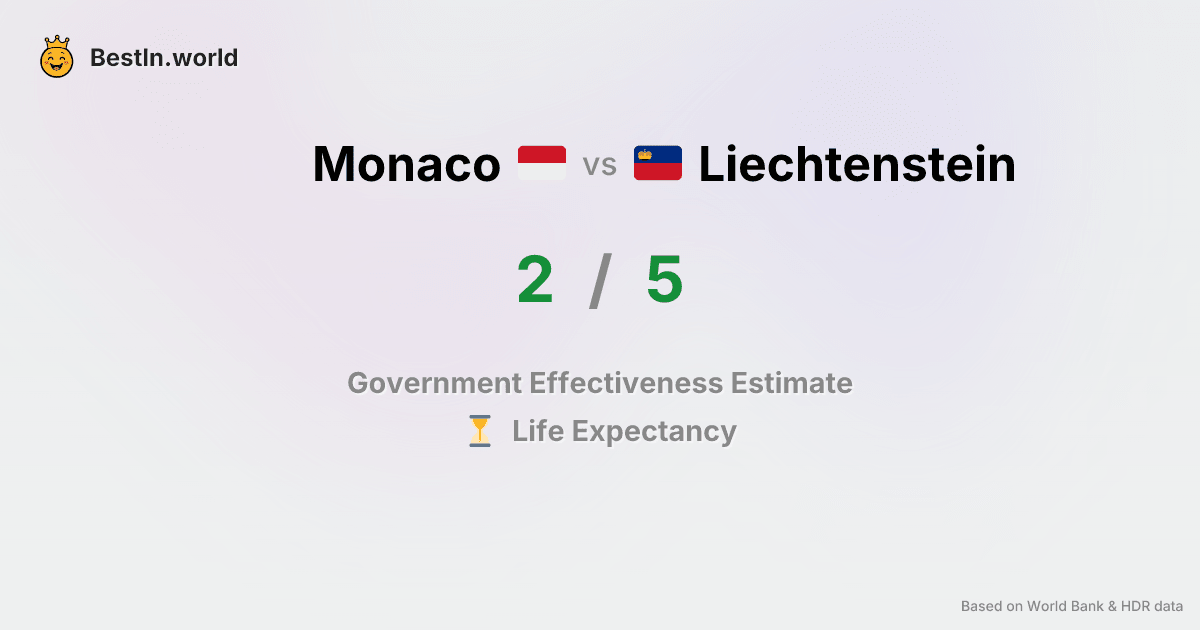 BestIn.world
Monaco vs Liechtenstein
2 / 5
Government Effectiveness Estimate
Life Expectancy
Based on World Bank & HDR data